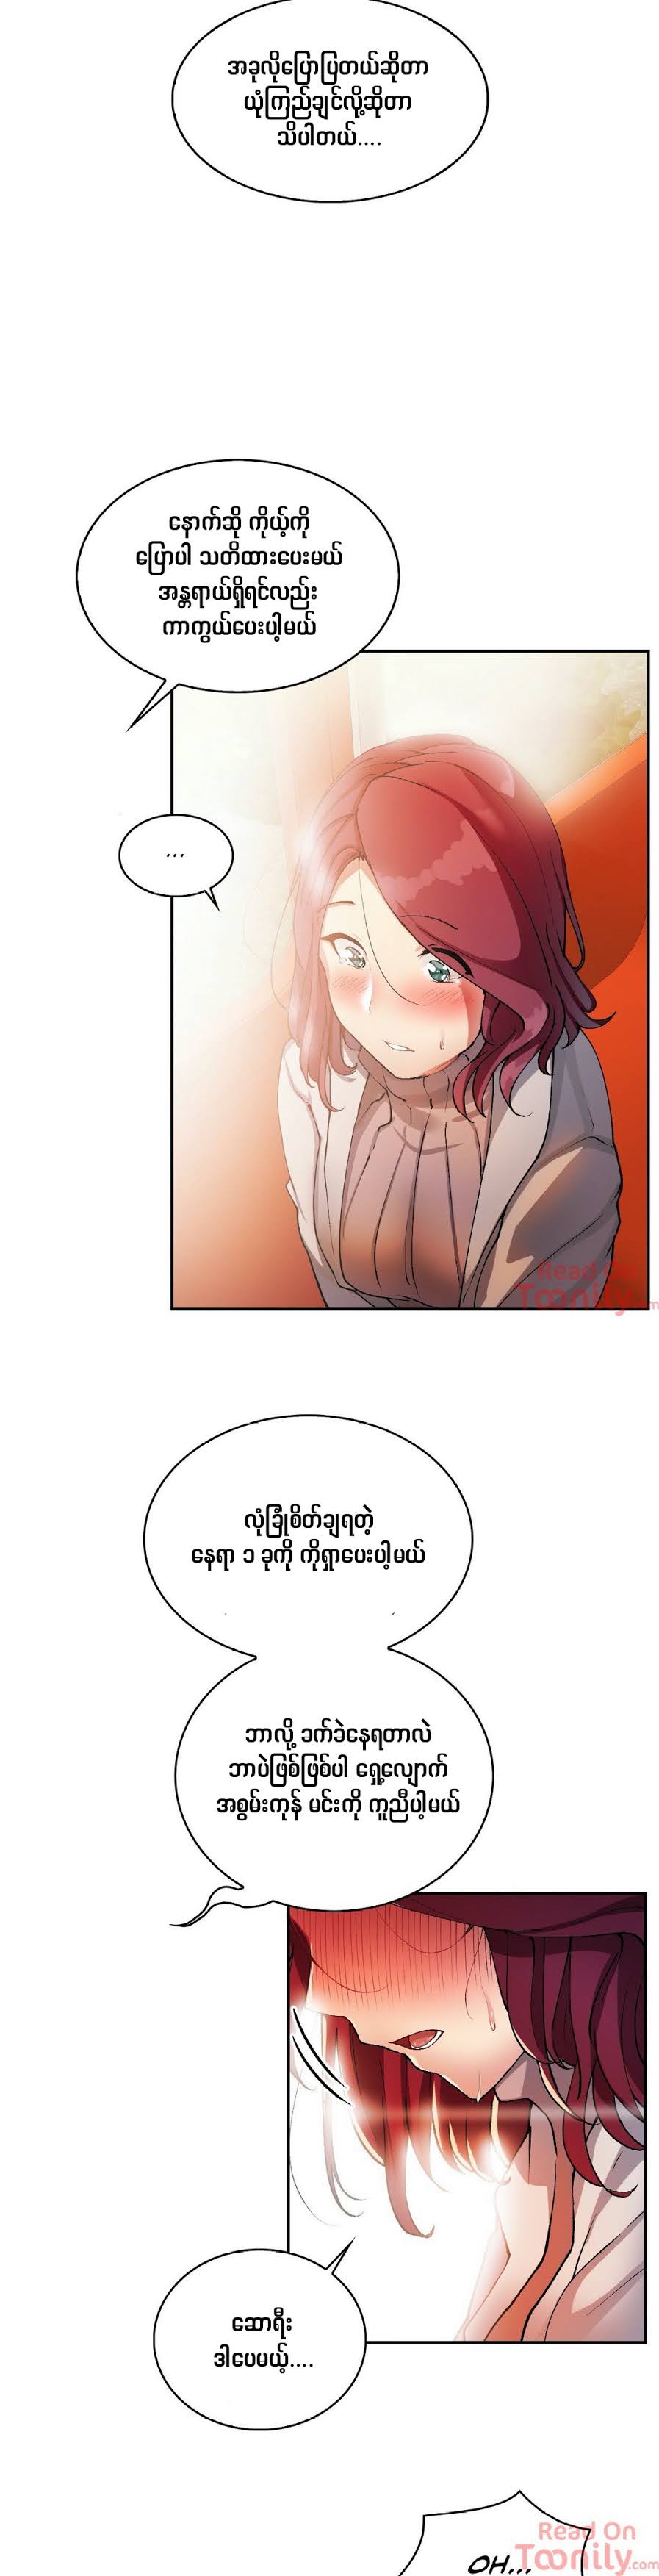 အခုလိုပြောပြတယ်ဆိုတာ
ယုံကြည်ချင်လို့ဆိုတာ
သိပါတယ်....
နောက်ဆို ကိုယ့်ကို
ပြောပါ သတိထားပေးမယ်
အန္တရာယ်ရှိရင်လည်း
ကာကွယ်ပေးပါ့မယ်
...
Read On
Toonily.com
လုံခြုံစိတ်ချရတဲ့
နေရာ ၁ ခုကို ကိုရှာပေးပါ့မယ်
ဘာလို့ ခက်ခဲနေရတာလဲ
ဘာပဲဖြစ်ဖြစ်ပါ ရှေ့လျောက်
အစွမ်းကုန် မင်းကို ကူညီပါ့မယ်
ဆောရီး
ဒါပေမယ့်....
OH...
Read On
Toonily.com